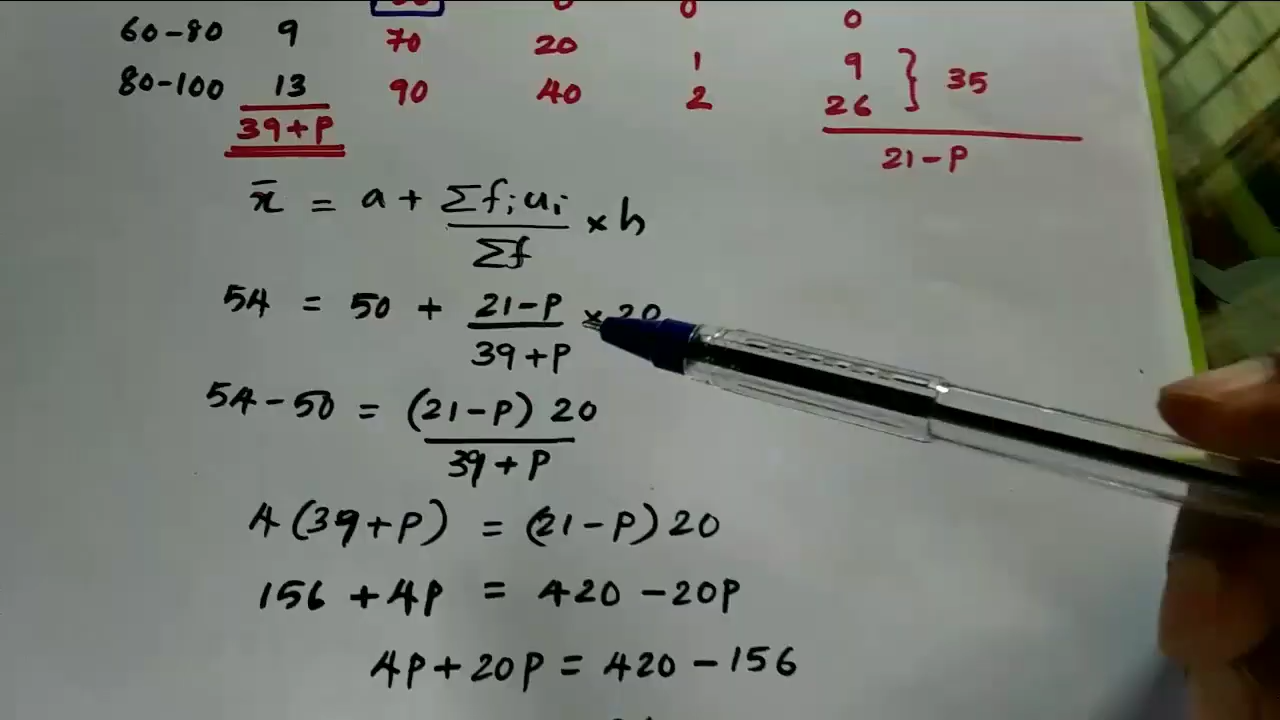 0 0 0
60-80 9 70 20 1 9
80-100 13 90 40 2 26 } 35
39+P 21-P
x̄ = a + Σfiui/Σf × h
54 = 50 + 21-P/39+P × 20
54-50 = (21-P) 20/39+P
4(39+P) = (21-P)20
156 + 4P = 420 - 20P
4P + 20P = 420 - 156